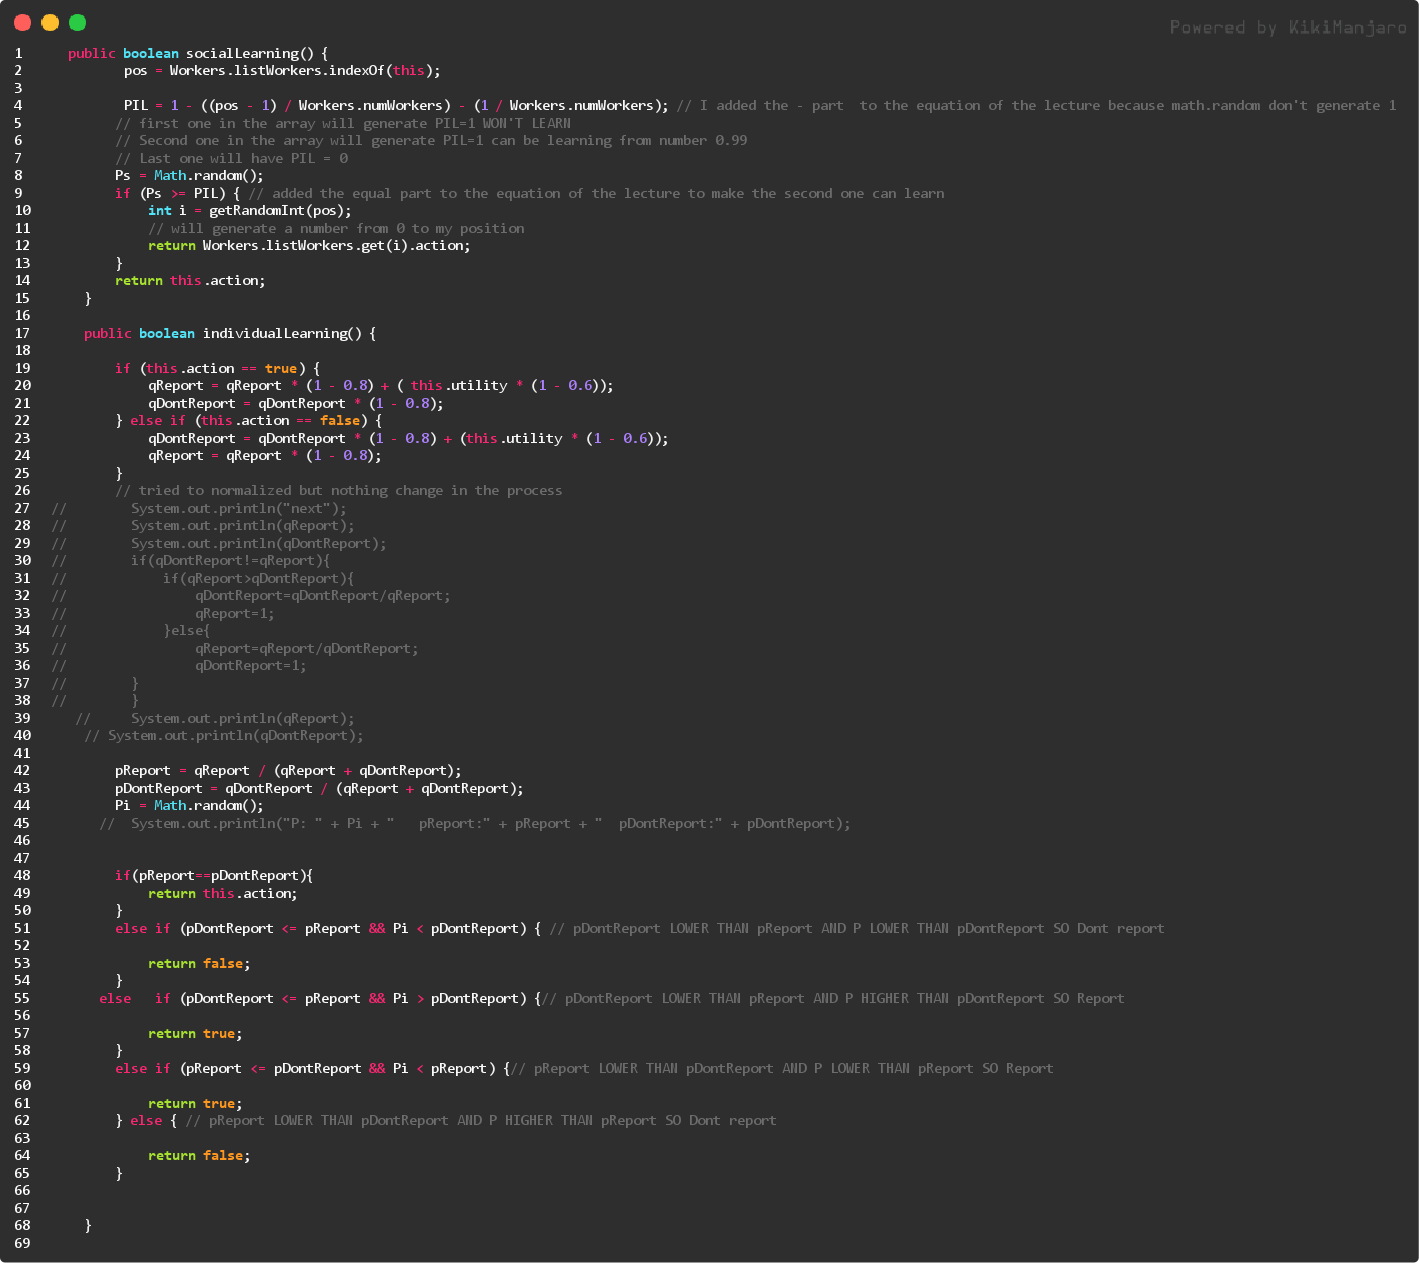 Powered by KikiManjaro
1 public boolean socialLearning() {
2 pos = Workers.listWorkers.indexOf(this);
3
4 PIL = 1 - ((pos - 1) / Workers.numWorkers) - (1 / Workers.numWorkers); // I added the - part  to the equation of the lecture because math.random don't generate 1
5 // first one in the array will generate PIL=1 WON'T LEARN
6 // Second one in the array will generate PIL=1 can be learning from number 0.99
7 // Last one will have PIL = 0
8 Ps = Math.random();
9 if (Ps >= PIL) { // added the equal part to the equation of the lecture to make the second one can learn
10 int i = getRandomInt(pos);
11 // will generate a number from 0 to my position
12 return Workers.listWorkers.get(i).action;
13 }
14 return this.action;
15 }
16
17 public boolean individualLearning() {
18
19 if (this.action == true) {
20 qReport = qReport * (1 - 0.8) + ( this.utility * (1 - 0.6));
21 qDontReport = qDontReport * (1 - 0.8);
22 } else if (this.action == false) {
23 qDontReport = qDontReport * (1 - 0.8) + (this.utility * (1 - 0.6));
24 qReport = qReport * (1 - 0.8);
25 }
26 // tried to normalized but nothing change in the process
27 //        System.out.println("next");
28 //        System.out.println(qReport);
29 //        System.out.println(qDontReport);
30 //        if(qDontReport!=qReport){
31 //            if(qReport>qDontReport){
32 //                qDontReport=qDontReport/qReport;
33 //                qReport=1;
34 //            }else{
35 //                qReport=qReport/qDontReport;
36 //                qDontReport=1;
37 //        }
38 //        }
39 //     System.out.println(qReport);
40 // System.out.println(qDontReport);
41
42 pReport = qReport / (qReport + qDontReport);
43 pDontReport = qDontReport / (qReport + qDontReport);
44 Pi = Math.random();
45 //  System.out.println("P: " + Pi + "   pReport:" + pReport + "  pDontReport:" + pDontReport);
46
47
48 if(pReport==pDontReport){
49 return this.action;
50 }
51 else if (pDontReport <= pReport && Pi < pDontReport) { // pDontReport LOWER THAN pReport AND P LOWER THAN pDontReport SO Dont report
52
53 return false;
54 }
55 else   if (pDontReport <= pReport && Pi > pDontReport) {// pDontReport LOWER THAN pReport AND P HIGHER THAN pDontReport SO Report
56
57 return true;
58 }
59 else if (pReport <= pDontReport && Pi < pReport) {// pReport LOWER THAN pDontReport AND P LOWER THAN pReport SO Report
60
61 return true;
62 } else { // pReport LOWER THAN pDontReport AND P HIGHER THAN pReport SO Dont report
63
64 return false;
65 }
66
67
68 }
69